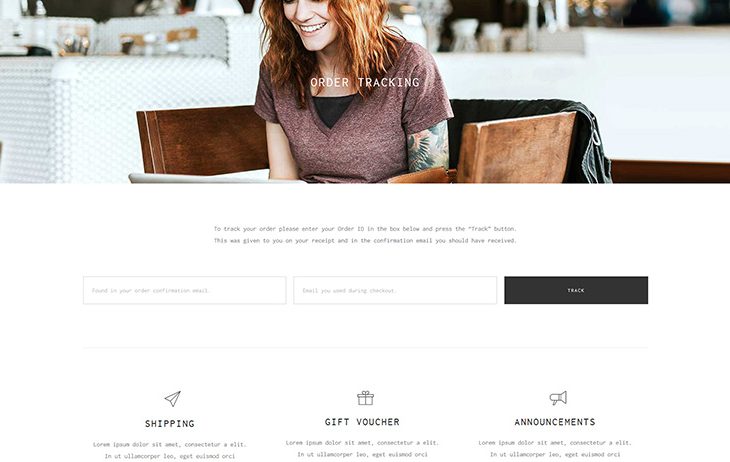 ORDER TRACKING
To track your order please enter your Order ID in the box below and press the "Track" button.
This was given to you on your receipt and in the confirmation email you should have received.
Found in your order confirmation email.
Email you used during checkout.
TRACK
SHIPPING
Lorem ipsum dolor sit amet, consectetur a elit.
In ut ullamcorper leo, eget euismod orci
GIFT VOUCHER
Lorem ipsum dolor sit amet, consectetur a elit.
In ut ullamcorper leo, eget euismod orci
ANNOUNCEMENTS
Lorem ipsum dolor sit amet, consectetur a elit.
In ut ullamcorper leo, eget euismod orci